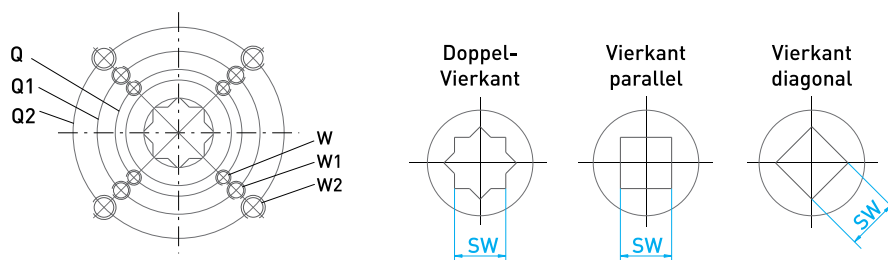 Q
Q1
Q2
W
W1
W2
Doppel-
Vierkant
SW
Vierkant
parallel
SW
Vierkant
diagonal
SW